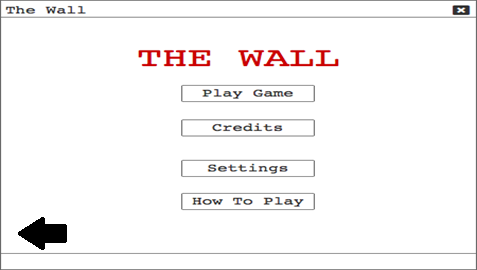 The Wall
THE WALL
Play Game
Credits
Settings
How To Play